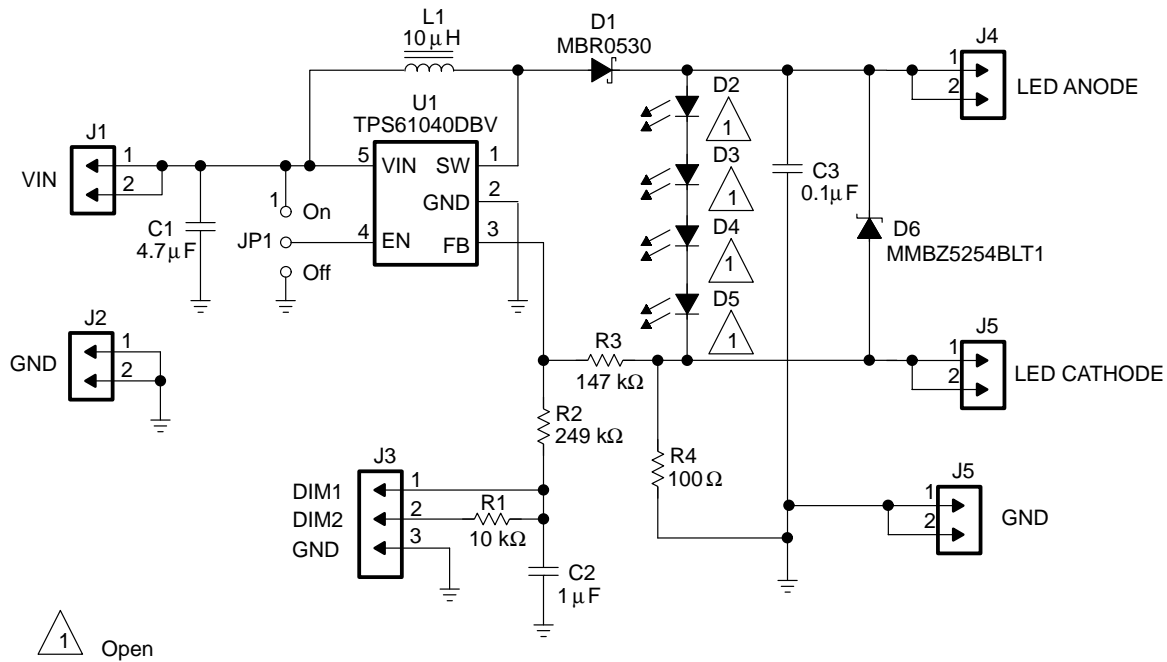 L1
10 µH
D1
MBR0530
J4
1
2
LED ANODE
U1
TPS61040DBV
J1
1
2
VIN
5
VIN
SW
1
GND
2
4
EN
FB
3
1
On
JP1
Off
C1
4.7 µF
D2
1
D3
1
D4
1
D5
1
C3
0.1 µF
D6
MMBZ5254BLT1
J2
1
2
GND
R3
147 kΩ
J5
1
2
LED CATHODE
R2
249 kΩ
R4
100 Ω
J3
DIM1
1
DIM2
2
GND
3
R1
10 kΩ
C2
1 µF
J5
1
2
GND
1 Open